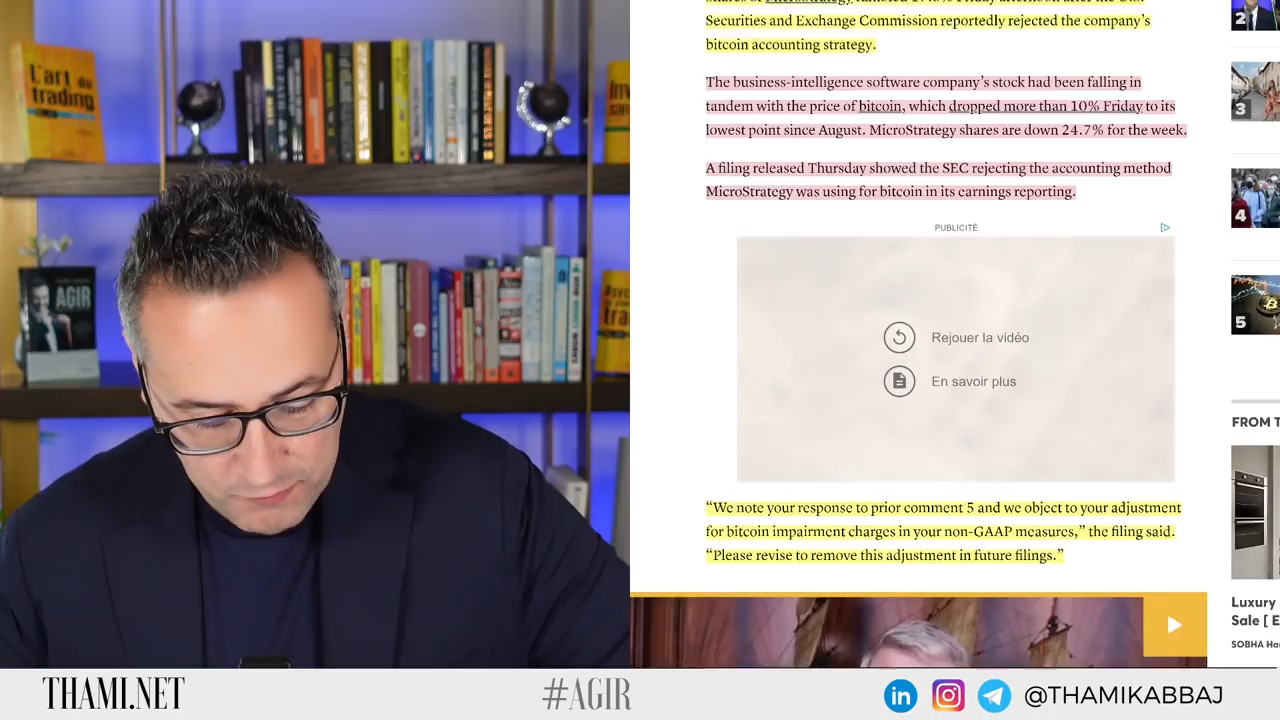 L'art du
trading
AGIR
Securities and Exchange Commission reportedly rejected the company's
bitcoin accounting strategy.
The business-intelligence software company's stock had been falling in
tandem with the price of bitcoin, which dropped more than 10% Friday to its
lowest point since August. MicroStrategy shares are down 24.7% for the week.
A filing released Thursday showed the SEC rejecting the accounting method
MicroStrategy was using for bitcoin in its earnings reporting.
PUBLICITÉ
Rejouer la vidéo
En savoir plus
“We note your response to prior comment 5 and we object to your adjustment
for bitcoin impairment charges in your non-GAAP measures,” the filing said.
“Please revise to remove this adjustment in future filings.”
2
3
4
5
FROM T
Luxury
Sale [ E
SOBHA Ha
THAMI.NET
#AGIR
@THAMIKABBAJ